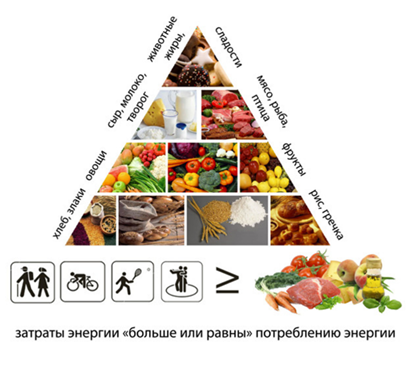 животные
жиры,
сладости
сыр, молоко,
творог
мясо, рыба,
птица
овощи
фрукты
хлеб, злаки
рис, гречка
≥
затраты энергии «больше или равны» потреблению энергии